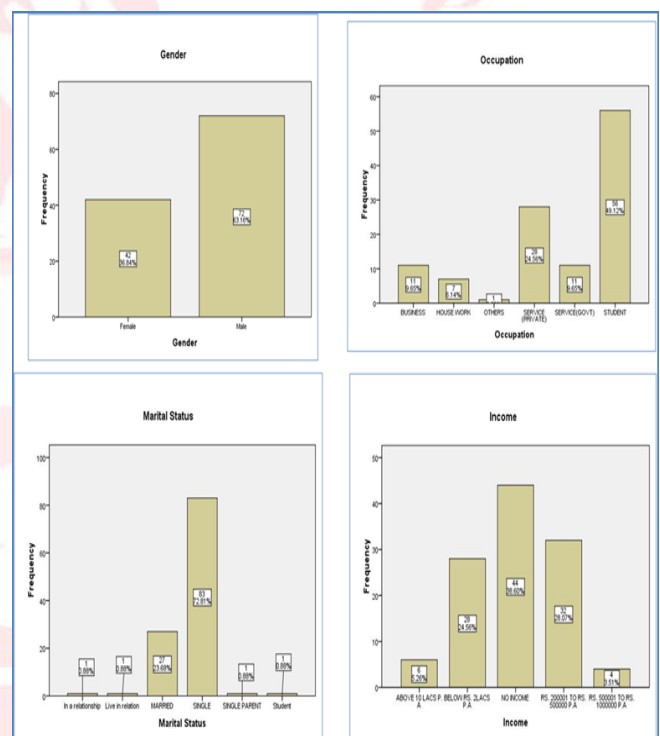 Gender
Frequency
80
60
40
20
0
42
36.84%
72
63.16%
Female
Male
Gender
Occupation
Frequency
60
50
40
30
20
10
0
11
9.65%
7
6.14%
1
28
24.56%
11
9.65%
56
49.12%
BUSINESS
HOUSE WORK
OTHERS
SERVICE
(PRIVATE)
SERVICE(GOVT)
STUDENT
Occupation
Marital Status
Frequency
100
80
60
40
20
0
1
0.88%
1
0.88%
27
23.68%
83
72.81%
1
0.88%
1
0.88%
In a relationship
Live in relation
MARRIED
SINGLE
SINGLE PARENT
Student
Marital Status
Income
Frequency
50
40
30
20
10
0
6
5.26%
28
24.56%
44
38.60%
32
28.07%
4
3.51%
ABOVE 10 LACS P.
A
BELOW RS. 2LACS
P.A
NO INCOME
RS. 200001 TO RS.
500000 P.A
RS. 500001 TO RS.
1000000 P.A
Income